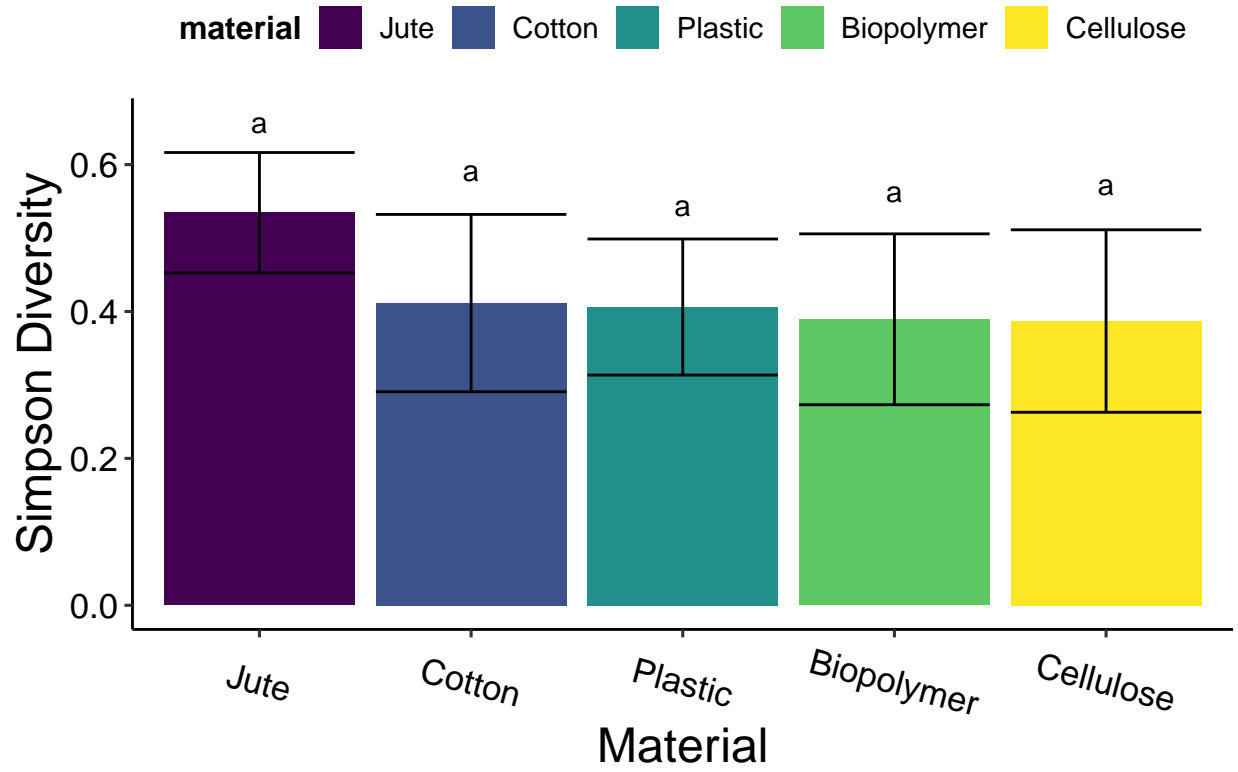 material Jute Cotton Plastic Biopolymer Cellulose
a
a
a
a
a
0.6
0.4
0.2
0.0
Simpson Diversity
Jute
Cotton
Plastic
Biopolymer
Cellulose
Material